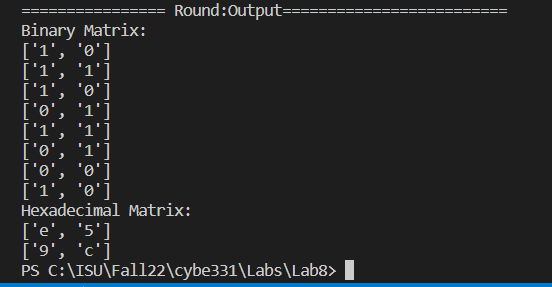 ================ Round:Output=========================
Binary Matrix:
['1', '0']
['1', '1']
['1', '0']
['0', '1']
['1', '1']
['0', '1']
['0', '0']
['1', '0']
Hexadecimal Matrix:
['e', '5']
['9', 'c']
PS C:\ISU\Fall22\cybe331\Labs\Lab8>